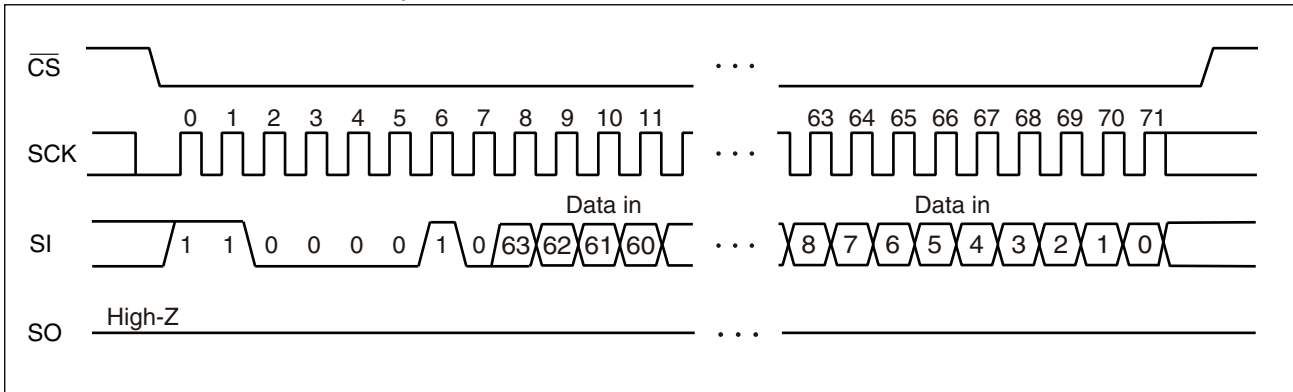 CS
. . .
0 1 2 3 4 5 6 7 8 9 10 11 63 64 65 66 67 68 69 70 71
SCK
. . .
Data in Data in
SI 1 1 0 0 0 0 1 0 63 62 61 60 . . . 8 7 6 5 4 3 2 1 0
High-Z
SO . . .